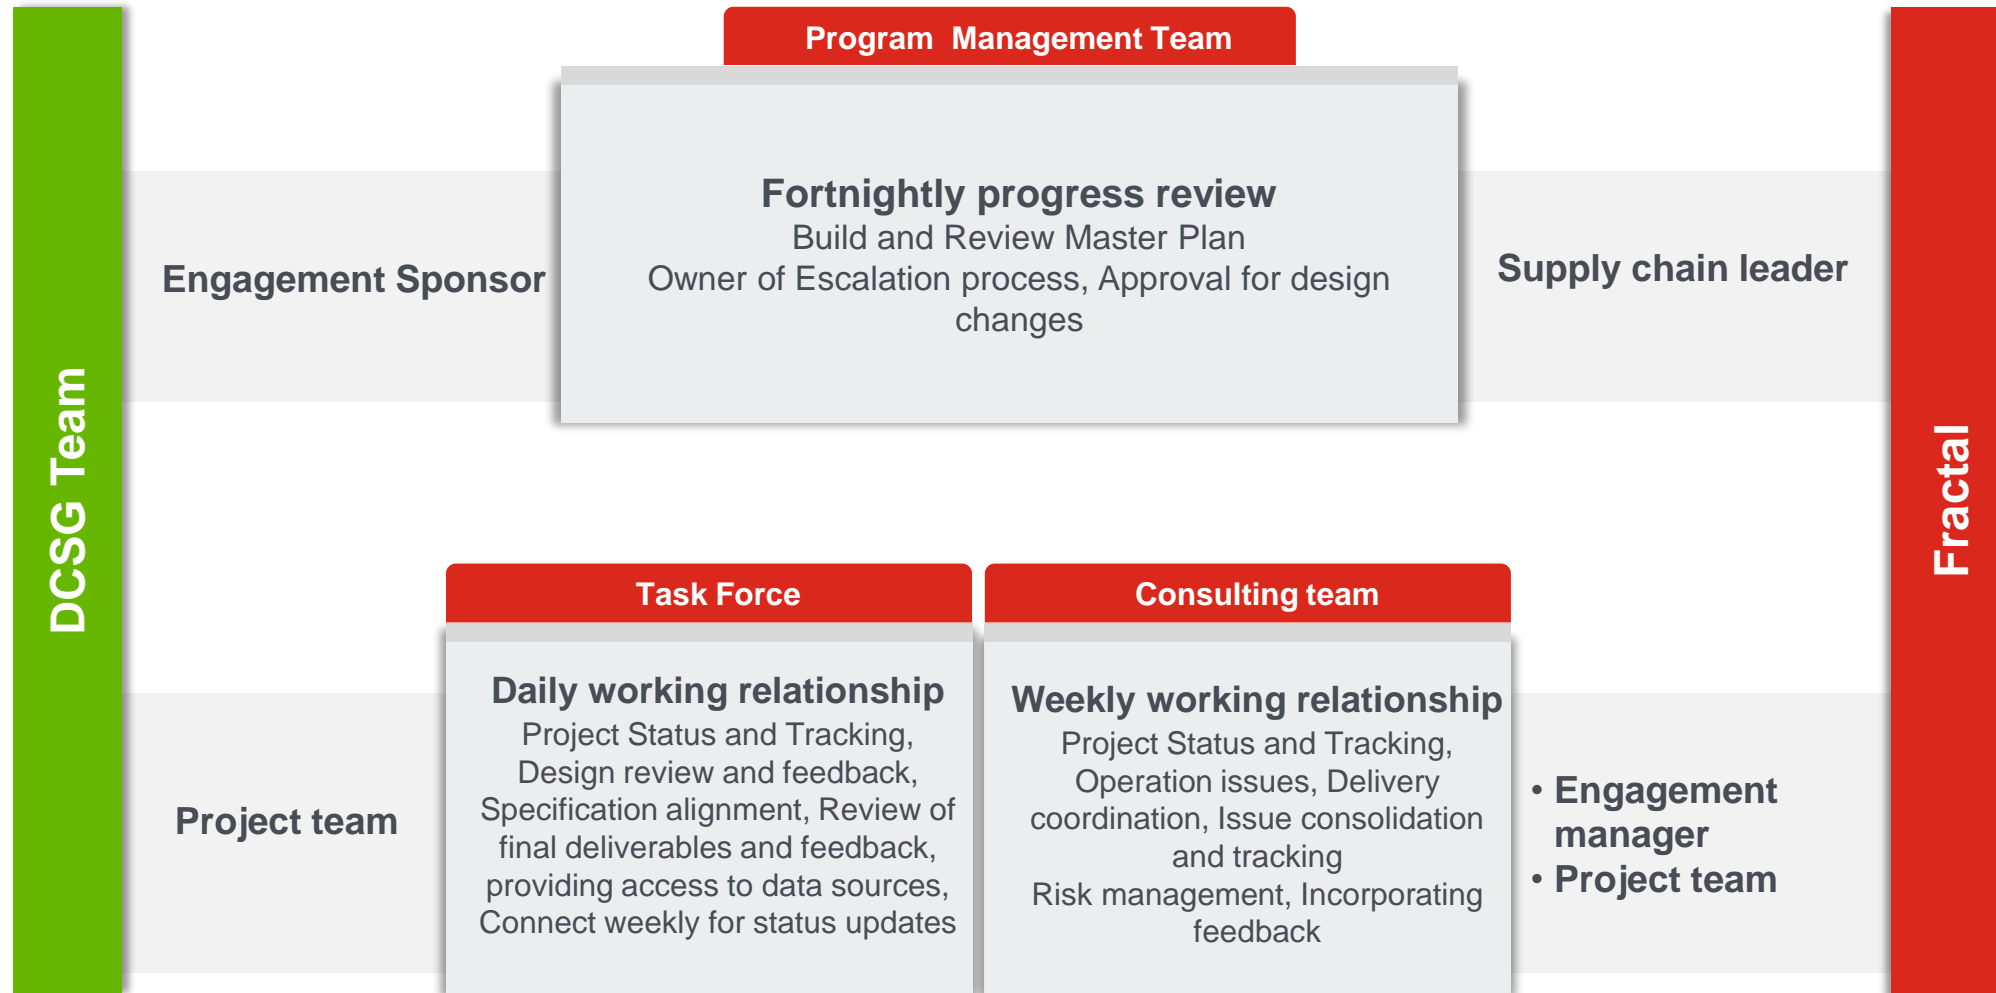 Program Management Team
Fortnightly progress review
Build and Review Master Plan
Owner of Escalation process, Approval for design
changes
Engagement Sponsor
Supply chain leader
DCSG Team
Fractal
Task Force
Daily working relationship
Project Status and Tracking,
Design review and feedback,
Specification alignment, Review of
final deliverables and feedback,
providing access to data sources,
Connect weekly for status updates
Consulting team
Weekly working relationship
Project Status and Tracking,
Operation issues, Delivery
coordination, Issue consolidation
and tracking
Risk management, Incorporating
feedback
Project team
• Engagement
manager
• Project team